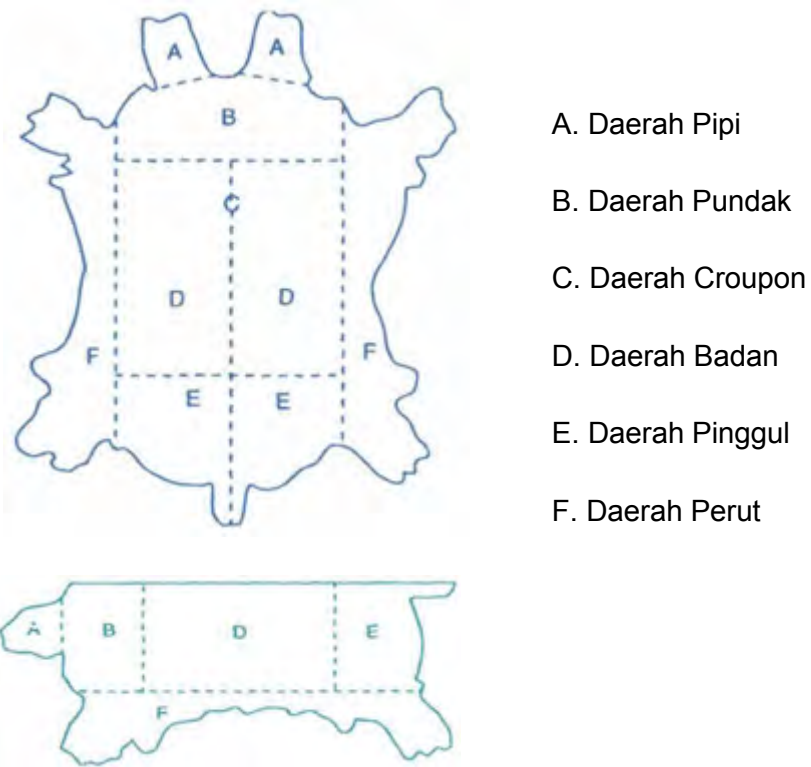 A A
B
C
D D
F F
E E
A. Daerah Pipi
B. Daerah Pundak
C. Daerah Croupon
D. Daerah Badan
E. Daerah Pinggul
F. Daerah Perut
A B D E
F